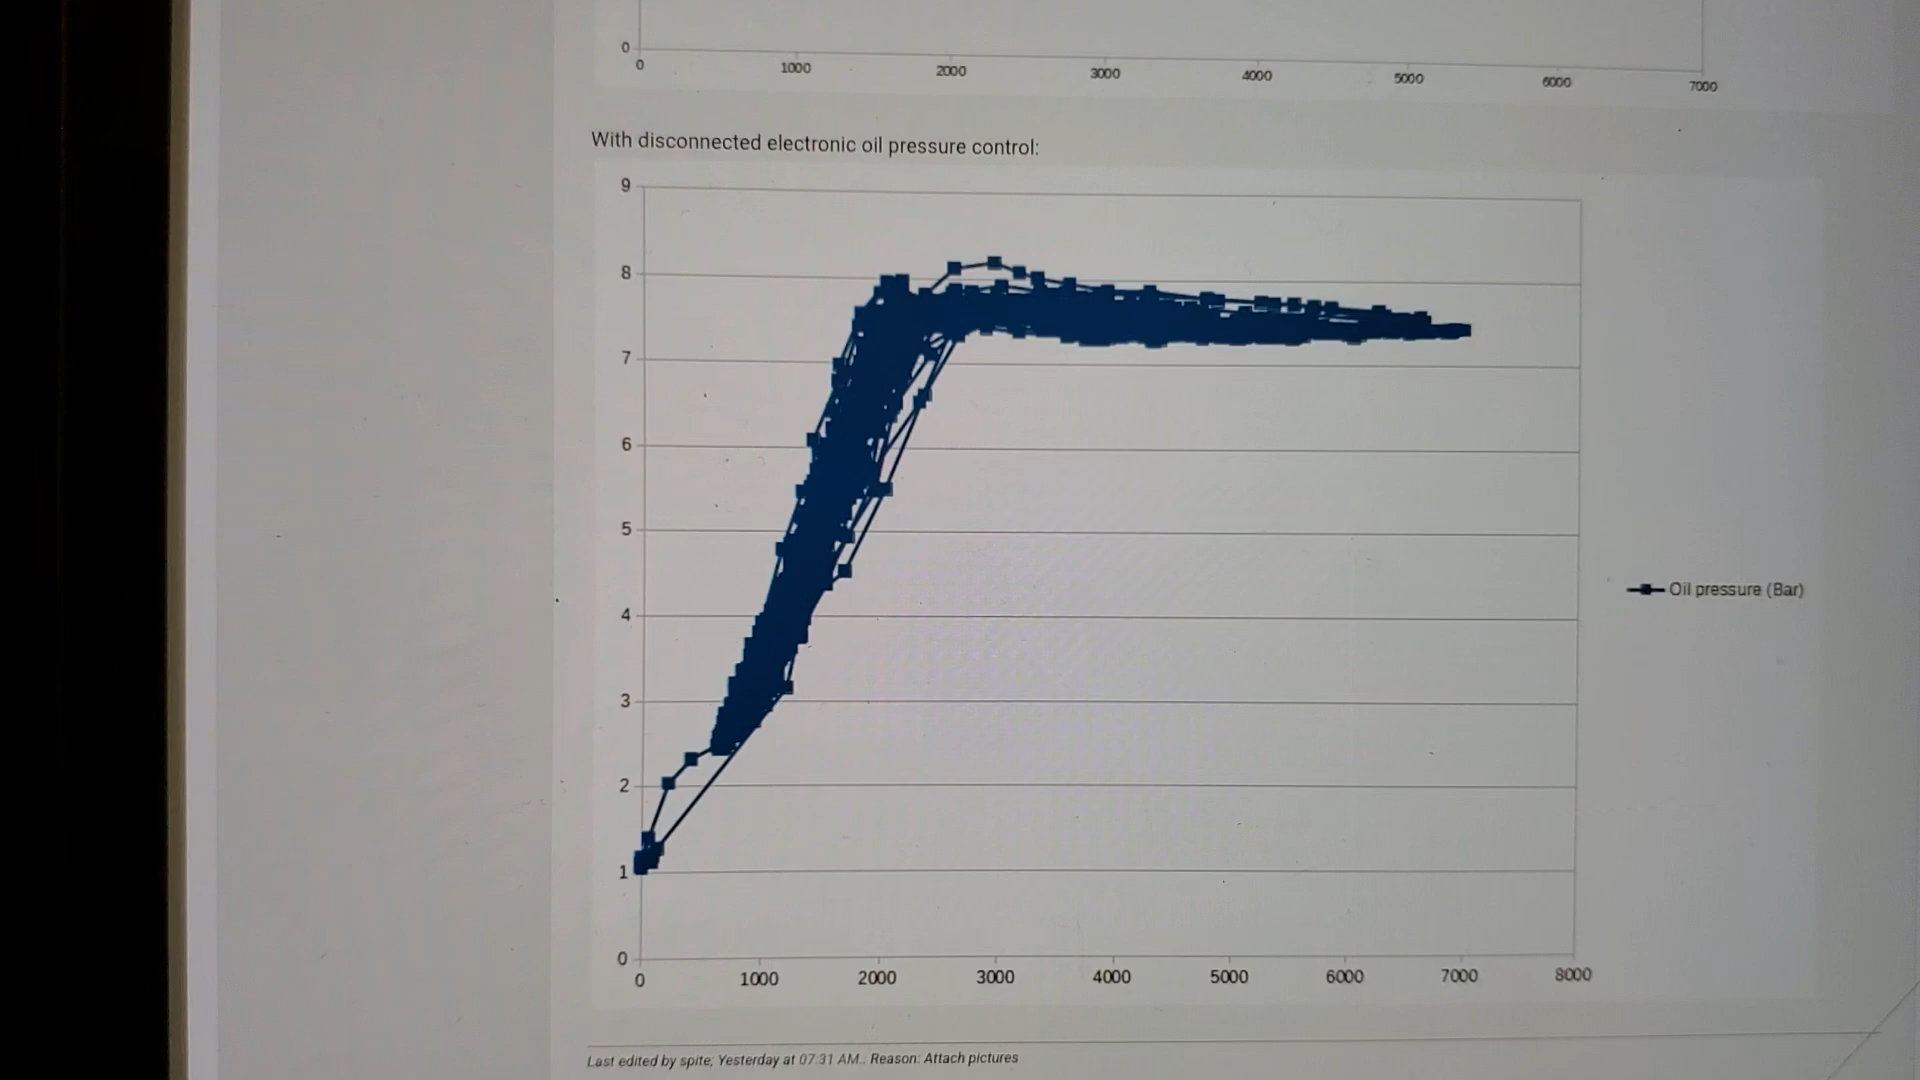 0
0 1000 2000 3000 4000 5000 6000 7000
With disconnected electronic oil pressure control:
9
8
7
6
5
4
3
2
1
0
0 1000 2000 3000 4000 5000 6000 7000 8000
Oil pressure (Bar)
Last edited by spite; Yesterday at 07:31 AM.. Reason: Attach pictures